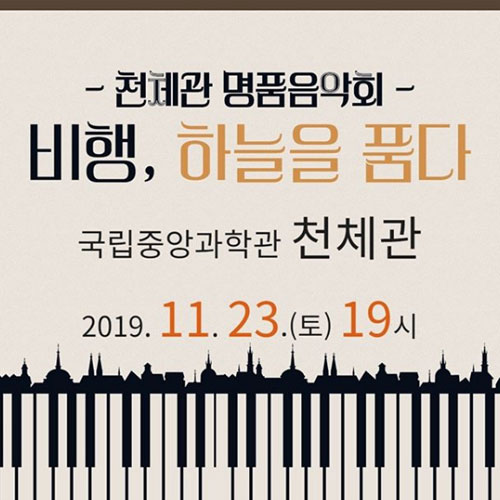 - 천체관 명품음악회 -
비행, 하늘을 품다
국립중앙과학관 천체관
2019. 11. 23.(토) 19시